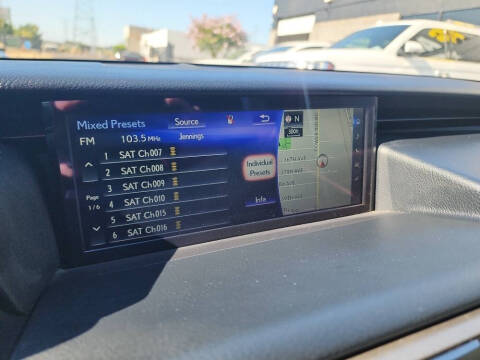 Mixed Presets Source N
FM 103.5 MHz Jennings
1 SAT Ch007
2 SAT Ch008
Page 3 SAT Ch009
1/6 4 SAT Ch010
5 SAT Ch015
6 SAT Ch016
Individual
Presets
Info